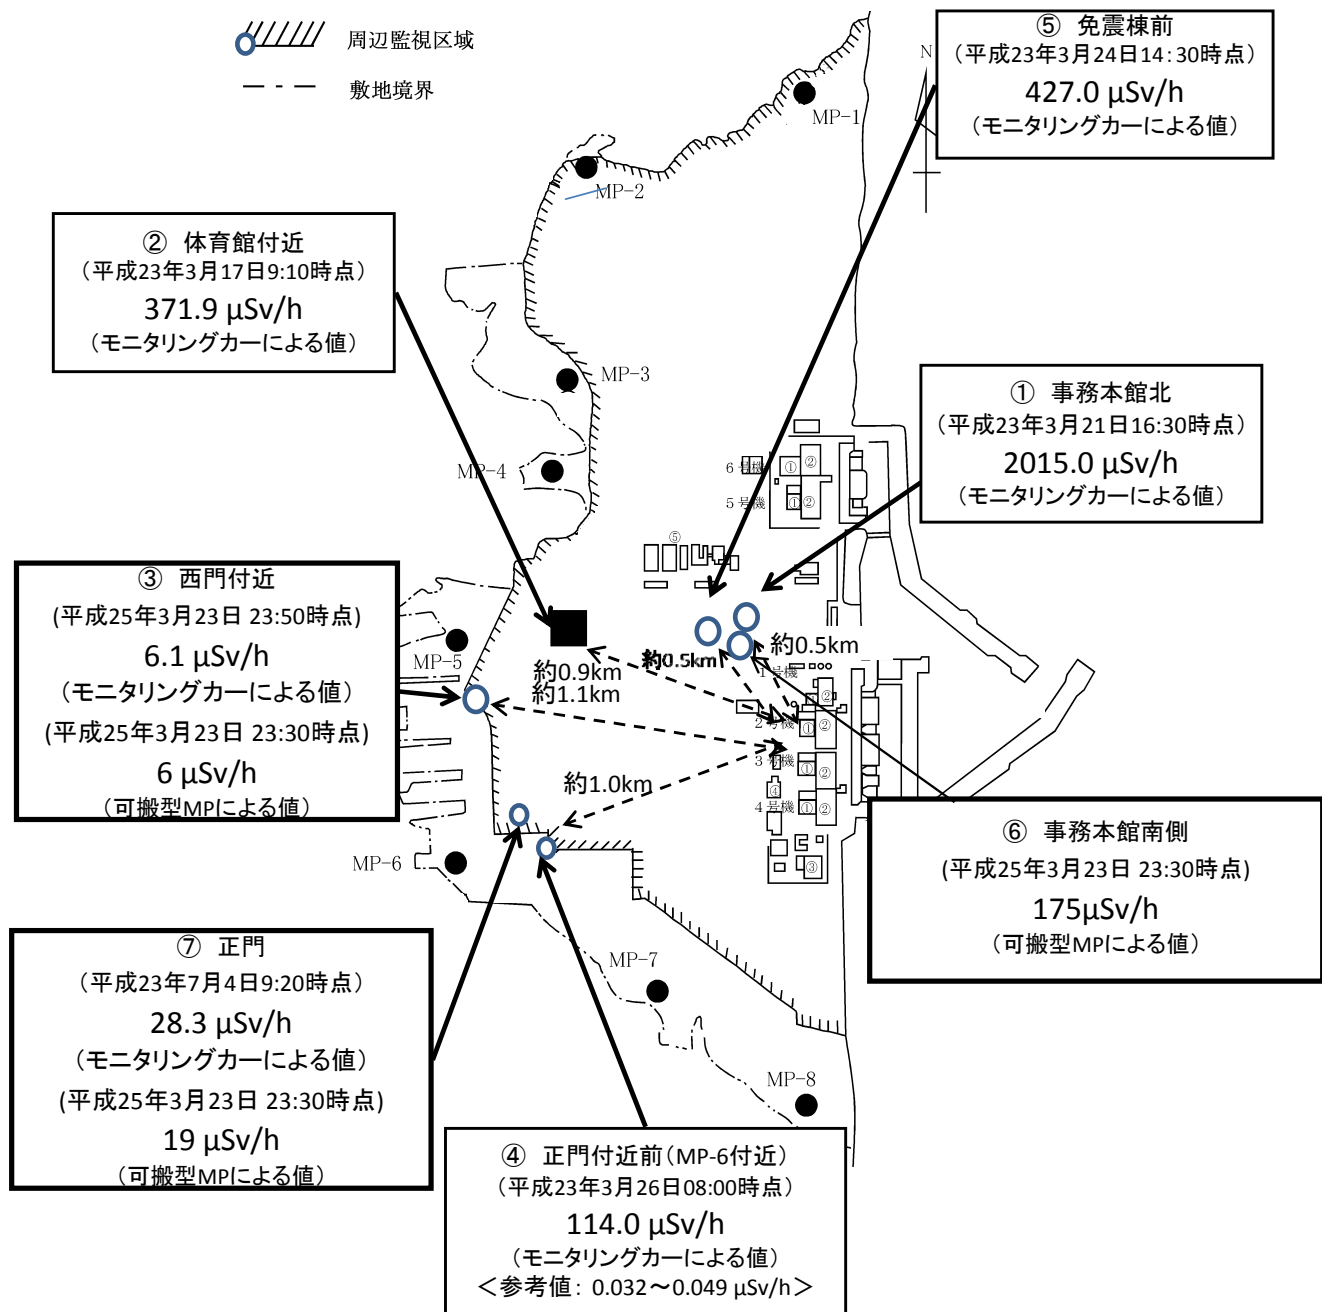 周辺監視区域
敷地境界
⑤ 免震棟前
（平成23年3月24日14:30時点）
427.0 μSv/h
（モニタリングカーによる値）
N
MP-1
MP-2
② 体育館付近
（平成23年3月17日9:10時点）
371.9 μSv/h
（モニタリングカーによる値）
MP-3
MP-4
① 事務本館北
（平成23年3月21日16:30時点）
2015.0 μSv/h
（モニタリングカーによる値）
6号機
① ②
5号機
① ②
⑤
③ 西門付近
(平成25年3月23日 23:50時点)
6.1 μSv/h
（モニタリングカーによる値）
(平成25年3月23日 23:30時点)
6 μSv/h
（可搬型MPによる値）
MP-5
約0.9km
約1.1km
約0.5km
約0.5km
1号機
②
2号機
① ②
3号機
① ②
④
4号機
① ②
③
約1.0km
MP-6
⑥ 事務本館南側
(平成25年3月23日 23:30時点)
175μSv/h
（可搬型MPによる値）
⑦ 正門
（平成23年7月4日9:20時点）
28.3 μSv/h
（モニタリングカーによる値）
(平成25年3月23日 23:30時点)
19 μSv/h
（可搬型MPによる値）
MP-7
MP-8
④ 正門付近前（MP-6付近）
（平成23年3月26日08:00時点）
114.0 μSv/h
（モニタリングカーによる値）
＜参考値: 0.032～0.049 μSv/h＞